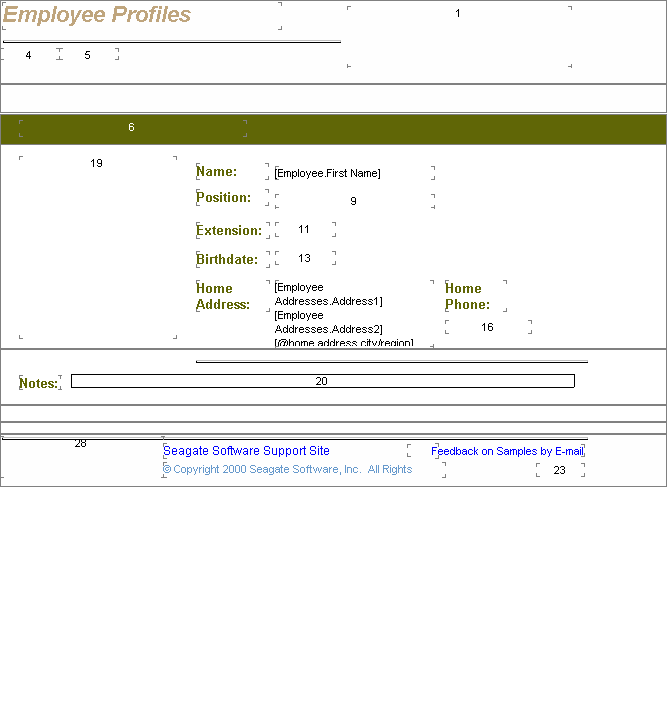 Employee Profiles
1
4 5
6
19
Name: [Employee.First Name]
Position: 9
Extension: 11
Birthdate: 13
Home Address: [Employee Addresses.Address1] [Employee Addresses.Address2] [@home address city/region]
Home Phone:
16
Notes: 20
28
Seagate Software Support Site Feedback on Samples by E-mail
© Copyright 2000 Seagate Software, Inc. All Rights
23